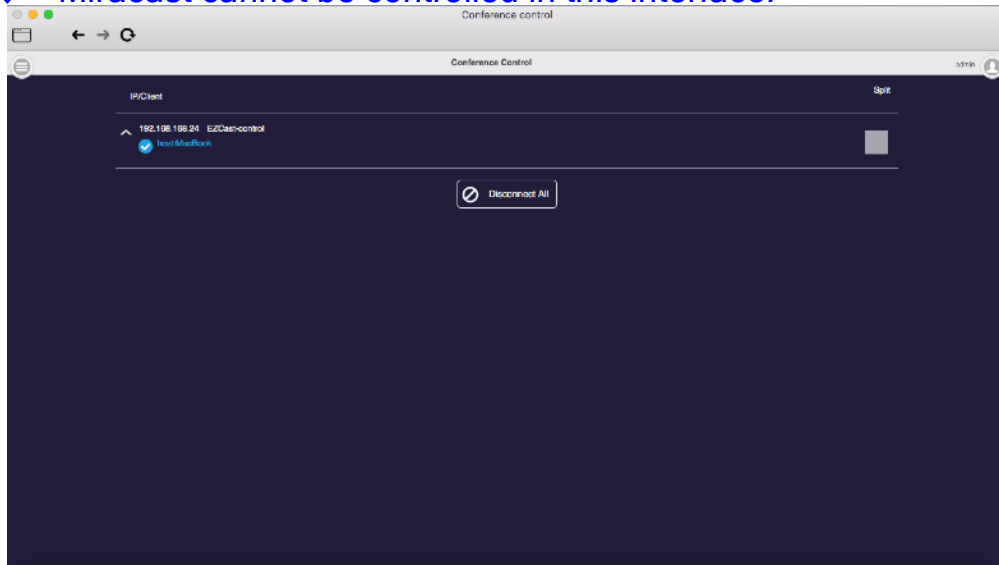 Miracast cannot be controlled in this interface.
Conference control
Conference Control
admin
IP/Client
Split
192.168.168.24 EZCast-control
host:MacBook
Disconnect All